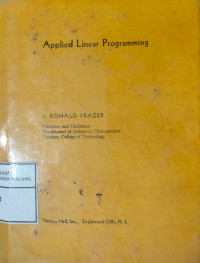 Applied Linear Programming
J. RONALD FRAZER
Professor and Chairman
Department of Industrial Management
Clarkson College of Technology
MALANG
Prentice-Hall, Inc., Englewood Cliffs, N. J.